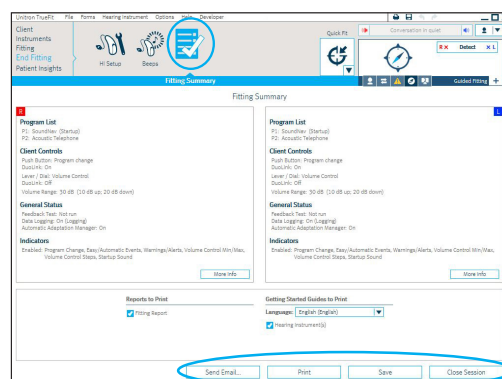 Unitron TrueFit File Forms Hearing Instrument Options Help Developer
Client
Instruments
Fitting
End Fitting
Patient Insights
HI Setup
Beeps
Fitting Summary
Quick Fit
Conversation in quiet
R × Detect × L
Guided Fitting +
Fitting Summary
R
Program List
P1: SoundNav (Startup)
P2: Acoustic Telephone
Client Controls
Push Button: Program change
DuoLink: On
Lever / Dial: Volume Control
DuoLink: Off
Volume Range: 30 dB (10 dB up; 20 dB down)
General Status
Feedback Test: Not run
Data Logging: On (Logging)
Automatic Adaptation Manager: On
Indicators
Enabled: Program Change, Easy/Automatic Events, Warnings/Alerts, Volume Control Min/Max,
Volume Control Steps, Startup Sound
More Info
L
Program List
P1: SoundNav (Startup)
P2: Acoustic Telephone
Client Controls
Push Button: Program change
DuoLink: On
Lever / Dial: Volume Control
DuoLink: Off
Volume Range: 30 dB (10 dB up; 20 dB down)
General Status
Feedback Test: Not run
Data Logging: On (Logging)
Automatic Adaptation Manager: On
Indicators
Enabled: Program Change, Easy/Automatic Events, Warnings/Alerts, Volume Control Min/Max,
Volume Control Steps, Startup Sound
More Info
Reports to Print
Fitting Report
Getting Started Guides to Print
Language: English (English)
Hearing Instrument(s)
Send Email...
Print
Save
Close Session